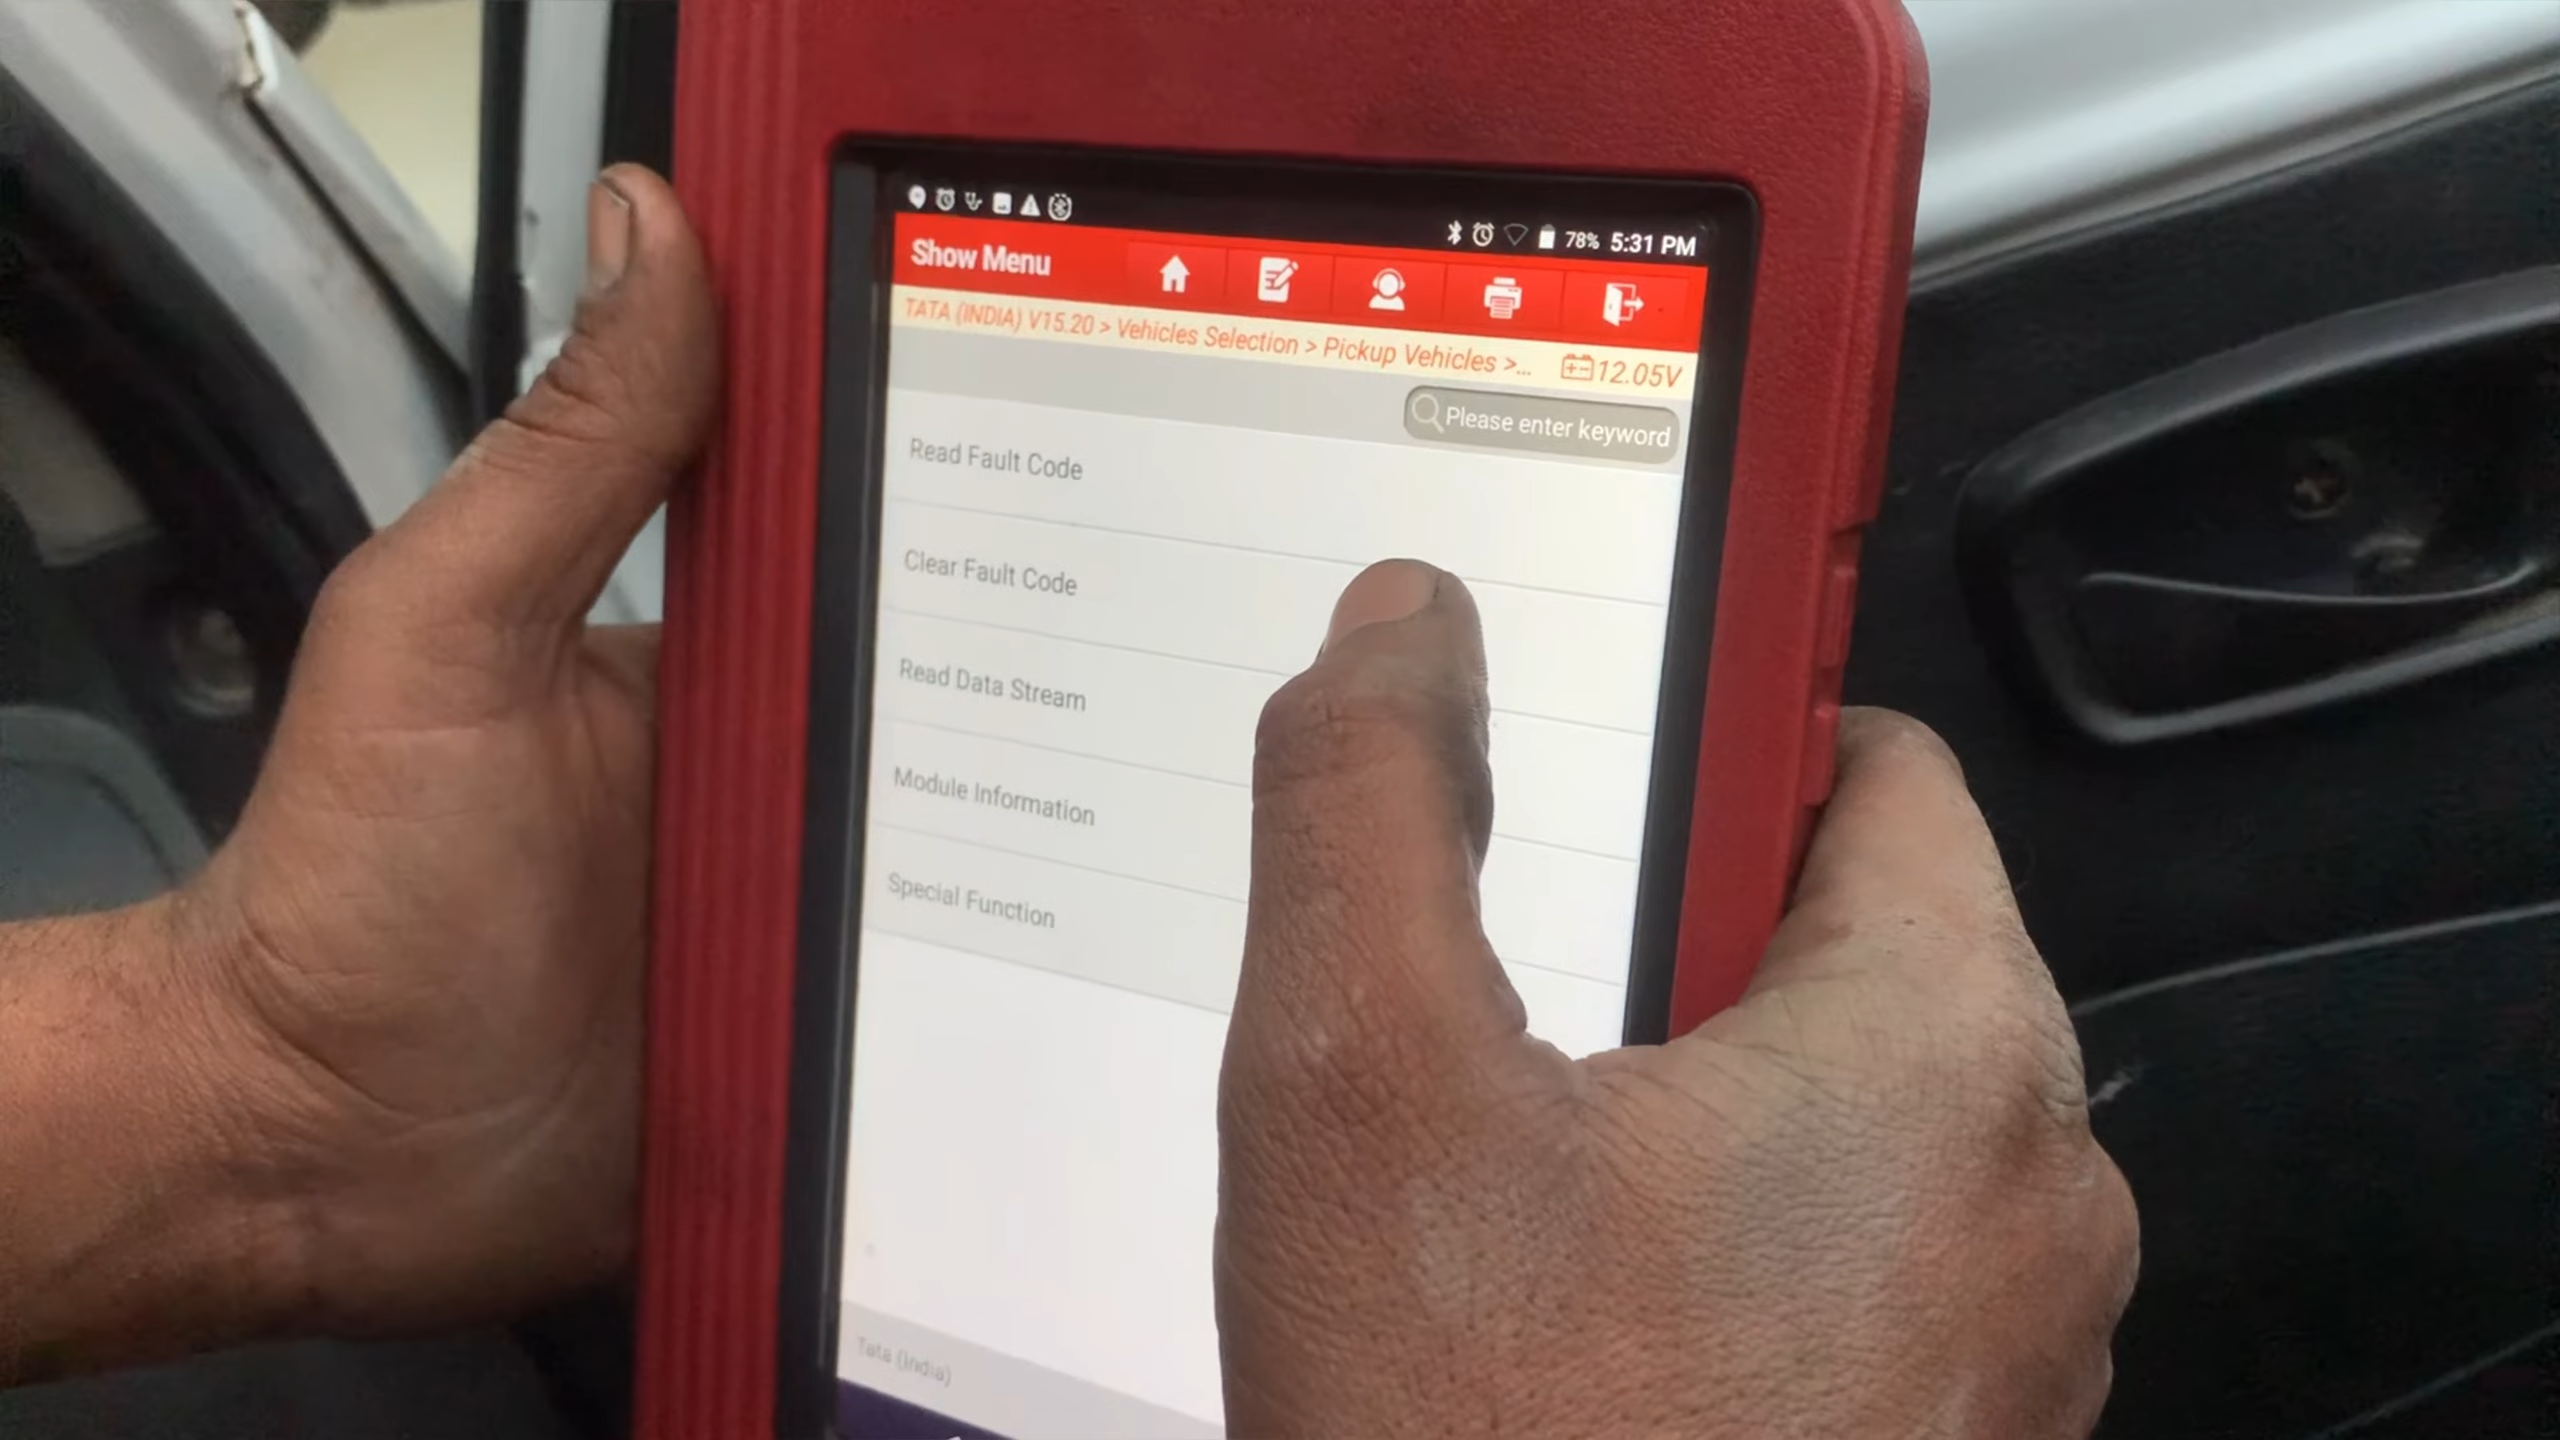 78% 5:31 PM
Show Menu
TATA (INDIA) V15.20 > Vehicles Selection > Pickup Vehicles >... 12.05V
Please enter keyword
Read Fault Code
Clear Fault Code
Read Data Stream
Module Information
Special Function
Tata (India)